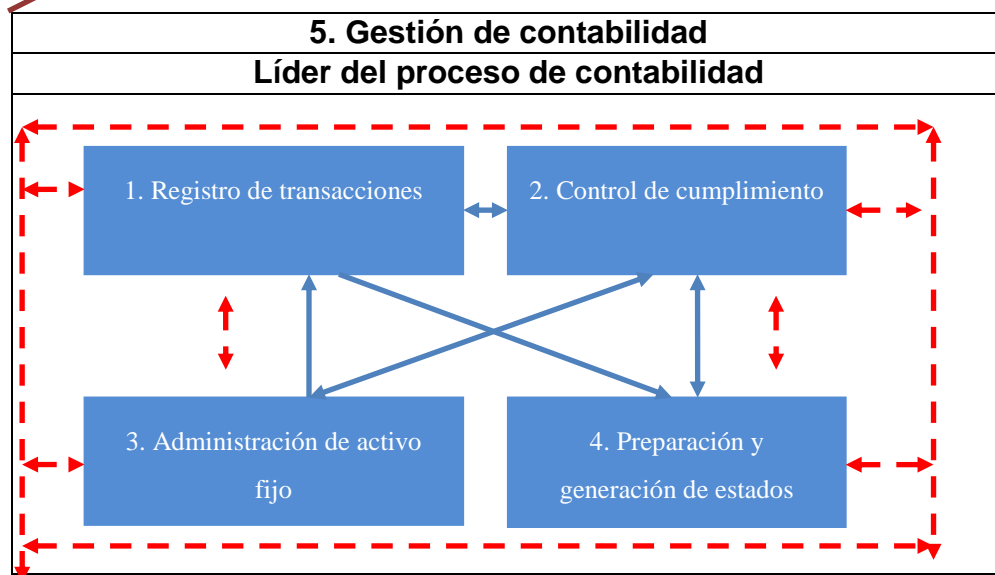 5. Gestión de contabilidad
Líder del proceso de contabilidad
1. Registro de transacciones
2. Control de cumplimiento
3. Administración de activo
fijo
4. Preparación y
generación de estados